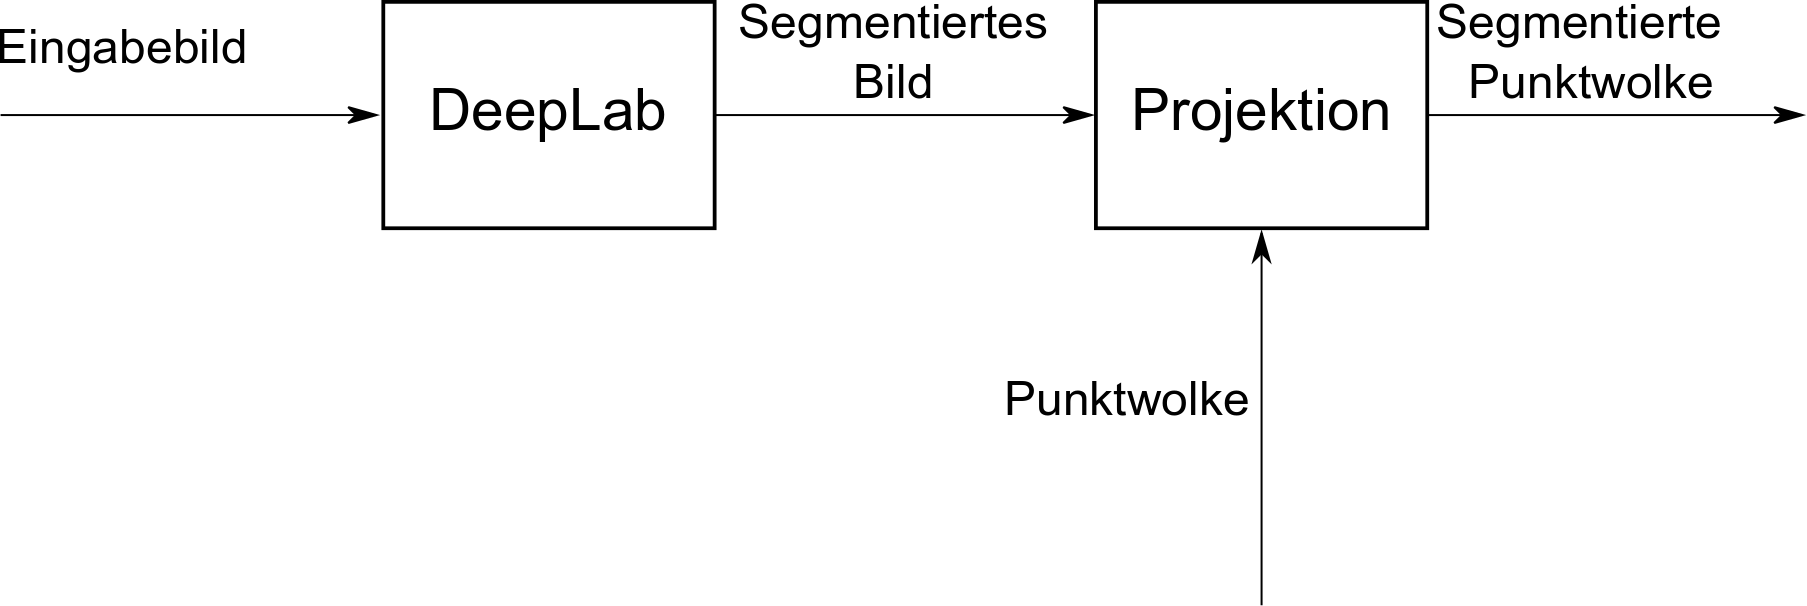 Eingabebild
DeepLab
Segmentiertes
Bild
Projektion
Segmentierte
Punktwolke
Punktwolke